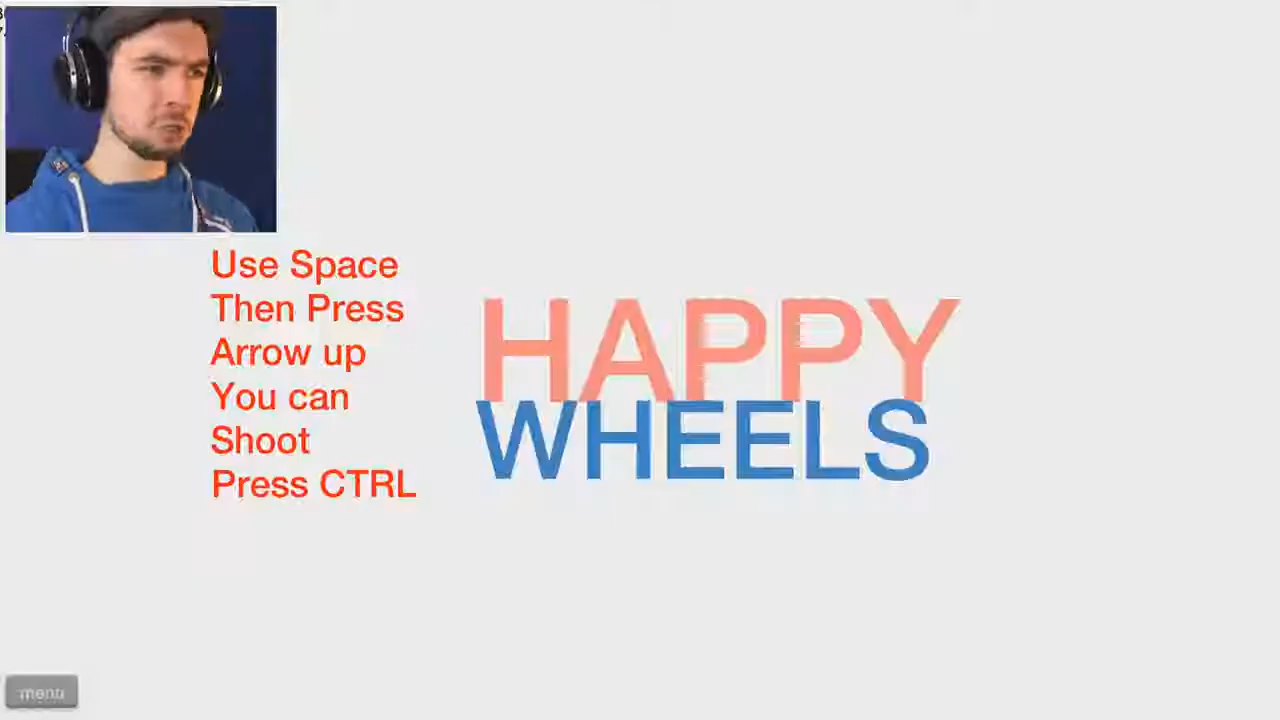 Use Space
Then Press
Arrow up
You can
Shoot
Press CTRL
HAPPY
WHEELS
menu